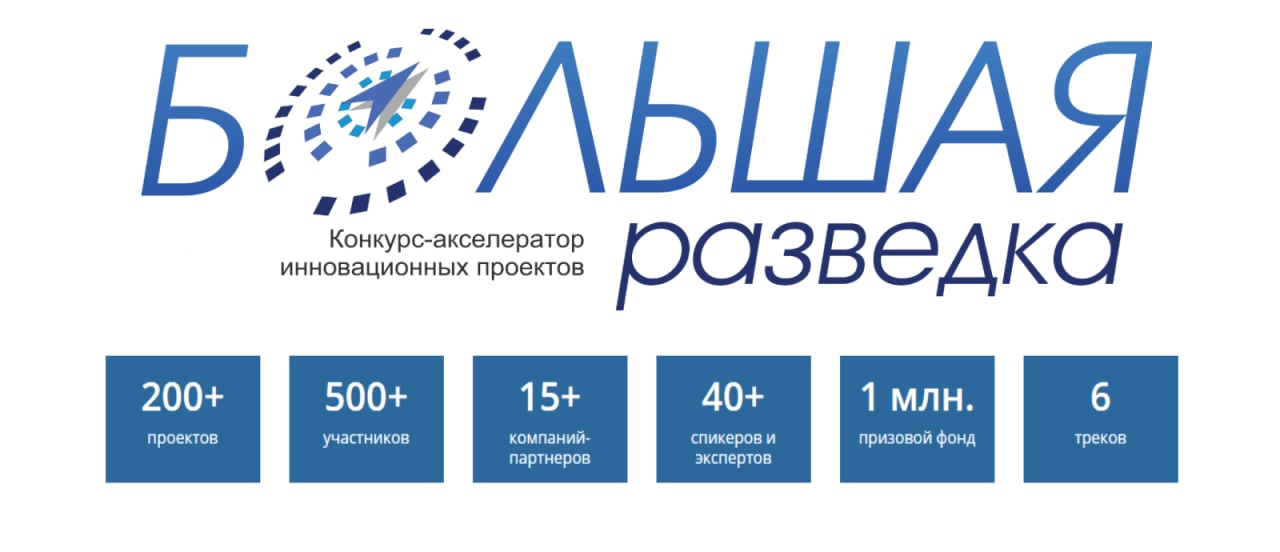 БОЛЬШАЯ
разведка
Конкурс-акселератор
инновационных проектов
200+
проектов
500+
участников
15+
компаний-
партнеров
40+
спикеров и
экспертов
1 млн.
призовой фонд
6
треков